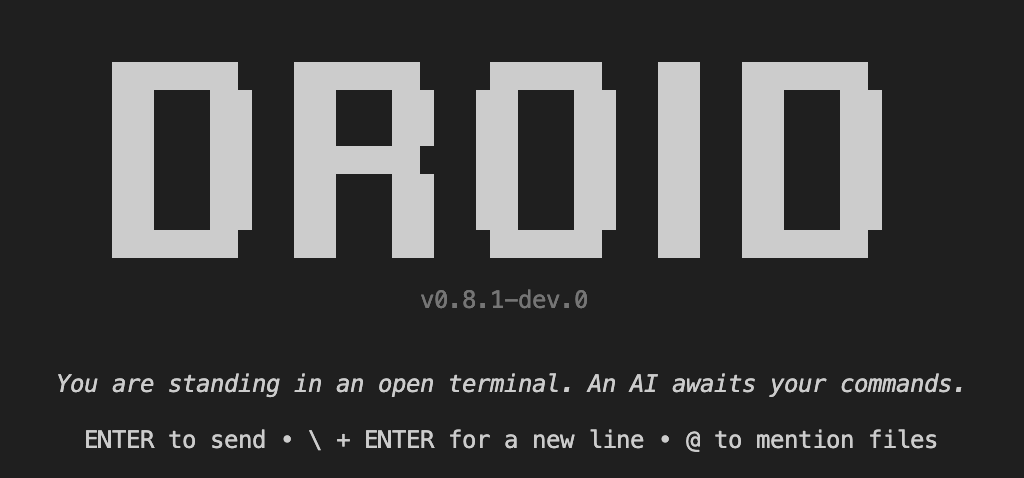 DROID
v0.8.1-dev.0
You are standing in an open terminal. An AI awaits your commands.
ENTER to send • \ + ENTER for a new line • @ to mention files